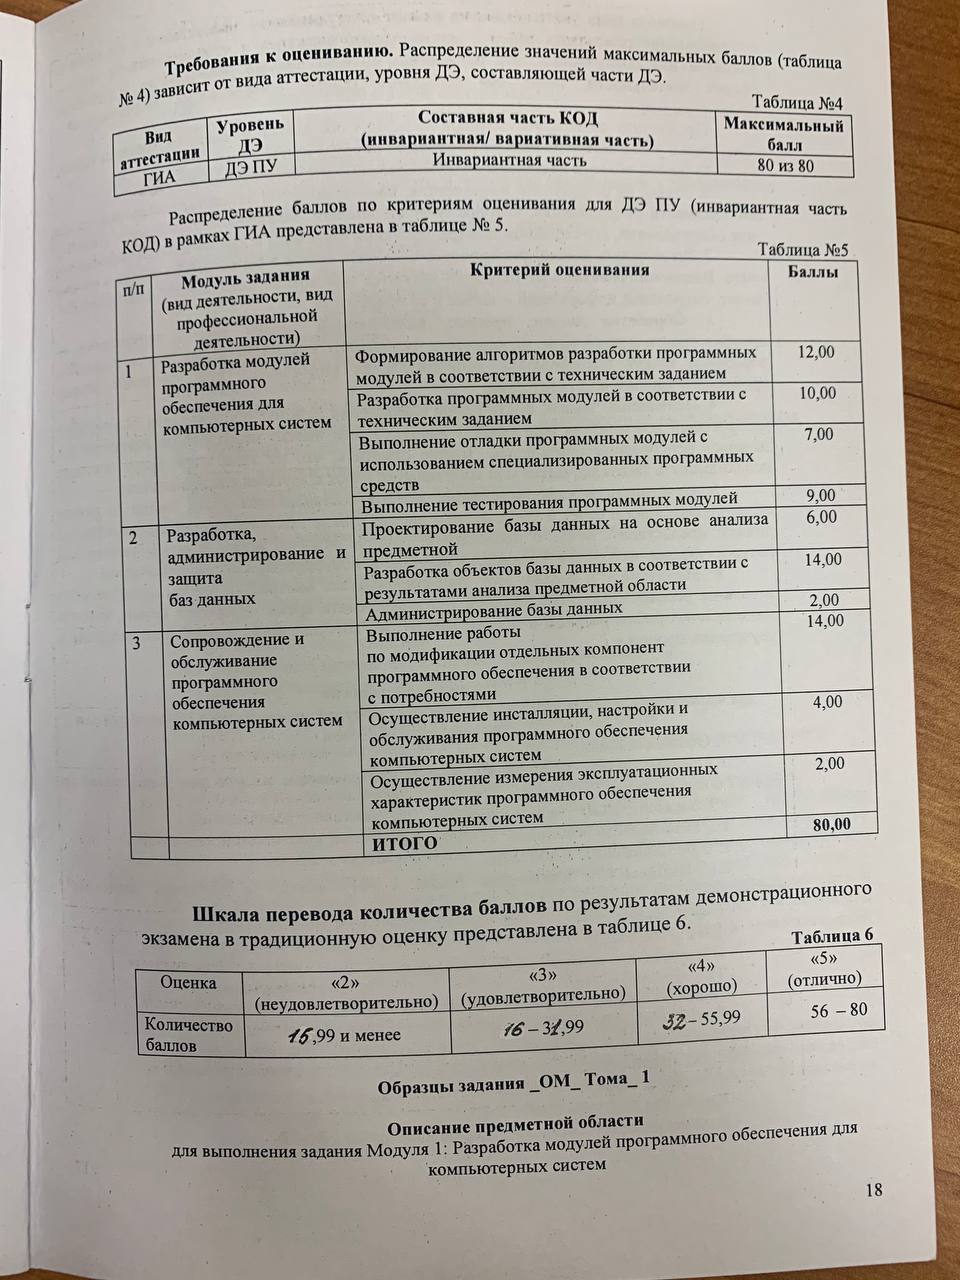 Требования к оцениванию. Распределение значений максимальных баллов (таблица
№ 4) зависит от вида аттестации, уровня ДЭ, составляющей части ДЭ.
Таблица №4
Вид аттестации Уровень ДЭ Составная часть КОД (инвариантная/ вариативная часть) Максимальный балл
ГИА ДЭ ПУ Инвариантная часть 80 из 80
Распределение баллов по критериям оценивания для ДЭ ПУ (инвариантная часть
КОД) в рамках ГИА представлена в таблице № 5.
Таблица №5
п/п Модуль задания Критерий оценивания Баллы
(вид деятельности, вид
профессиональной
деятельности)
1 Разработка модулей
программного
обеспечения для
компьютерных систем
Формирование алгоритмов разработки программных 12,00
модулей в соответствии с техническим заданием
Разработка программных модулей в соответствии с 10,00
техническим заданием
Выполнение отладки программных модулей с 7,00
использованием специализированных программных
средств
Выполнение тестирования программных модулей 9,00
2 Разработка,
администрирование и
защита
баз данных
Проектирование базы данных на основе анализа 6,00
предметной
Разработка объектов базы данных в соответствии с 14,00
результатами анализа предметной области
Администрирование базы данных 2,00
3 Сопровождение и
обслуживание
программного
обеспечения
компьютерных систем
Выполнение работы 14,00
по модификации отдельных компонент
программного обеспечения в соответствии
с потребностями
Осуществление инсталляции, настройки и 4,00
обслуживания программного обеспечения
компьютерных систем
Осуществление измерения эксплуатационных 2,00
характеристик программного обеспечения
компьютерных систем
ИТОГО 80,00
Шкала перевода количества баллов по результатам демонстрационного
экзамена в традиционную оценку представлена в таблице 6.
Таблица 6
Оценка «2» «3» «4» «5»
(неудовлетворительно) (удовлетворительно) (хорошо) (отлично)
Количество 15,99 и менее 16 – 31,99 32 – 55,99 56 – 80
баллов
Образцы задания _ОМ_ Тома_ 1
Описание предметной области
для выполнения задания Модуля 1: Разработка модулей программного обеспечения для
компьютерных систем
18